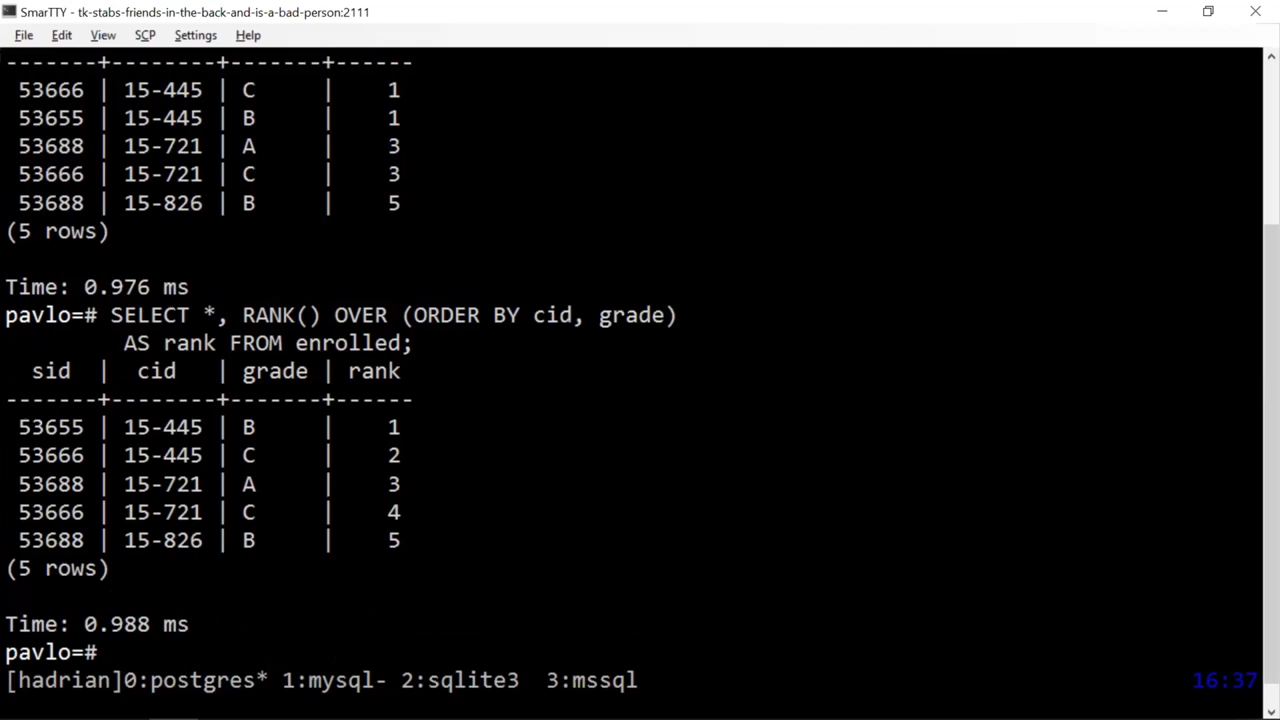 SmarTTY - tk-stabs-friends-in-the-back-and-is-a-bad-person:2111
File Edit View SCP Settings Help
-------+--------+-------+------
 53666 | 15-445 | C     |    1
 53655 | 15-445 | B     |    1
 53688 | 15-721 | A     |    3
 53666 | 15-721 | C     |    3
 53688 | 15-826 | B     |    5
(5 rows)
Time: 0.976 ms
pavlo=# SELECT *, RANK() OVER (ORDER BY cid, grade)
         AS rank FROM enrolled;
  sid  |  cid   | grade | rank
-------+--------+-------+------
 53655 | 15-445 | B     |    1
 53666 | 15-445 | C     |    2
 53688 | 15-721 | A     |    3
 53666 | 15-721 | C     |    4
 53688 | 15-826 | B     |    5
(5 rows)
Time: 0.988 ms
pavlo=#
[hadrian]0:postgres* 1:mysql- 2:sqlite3  3:mssql 16:37